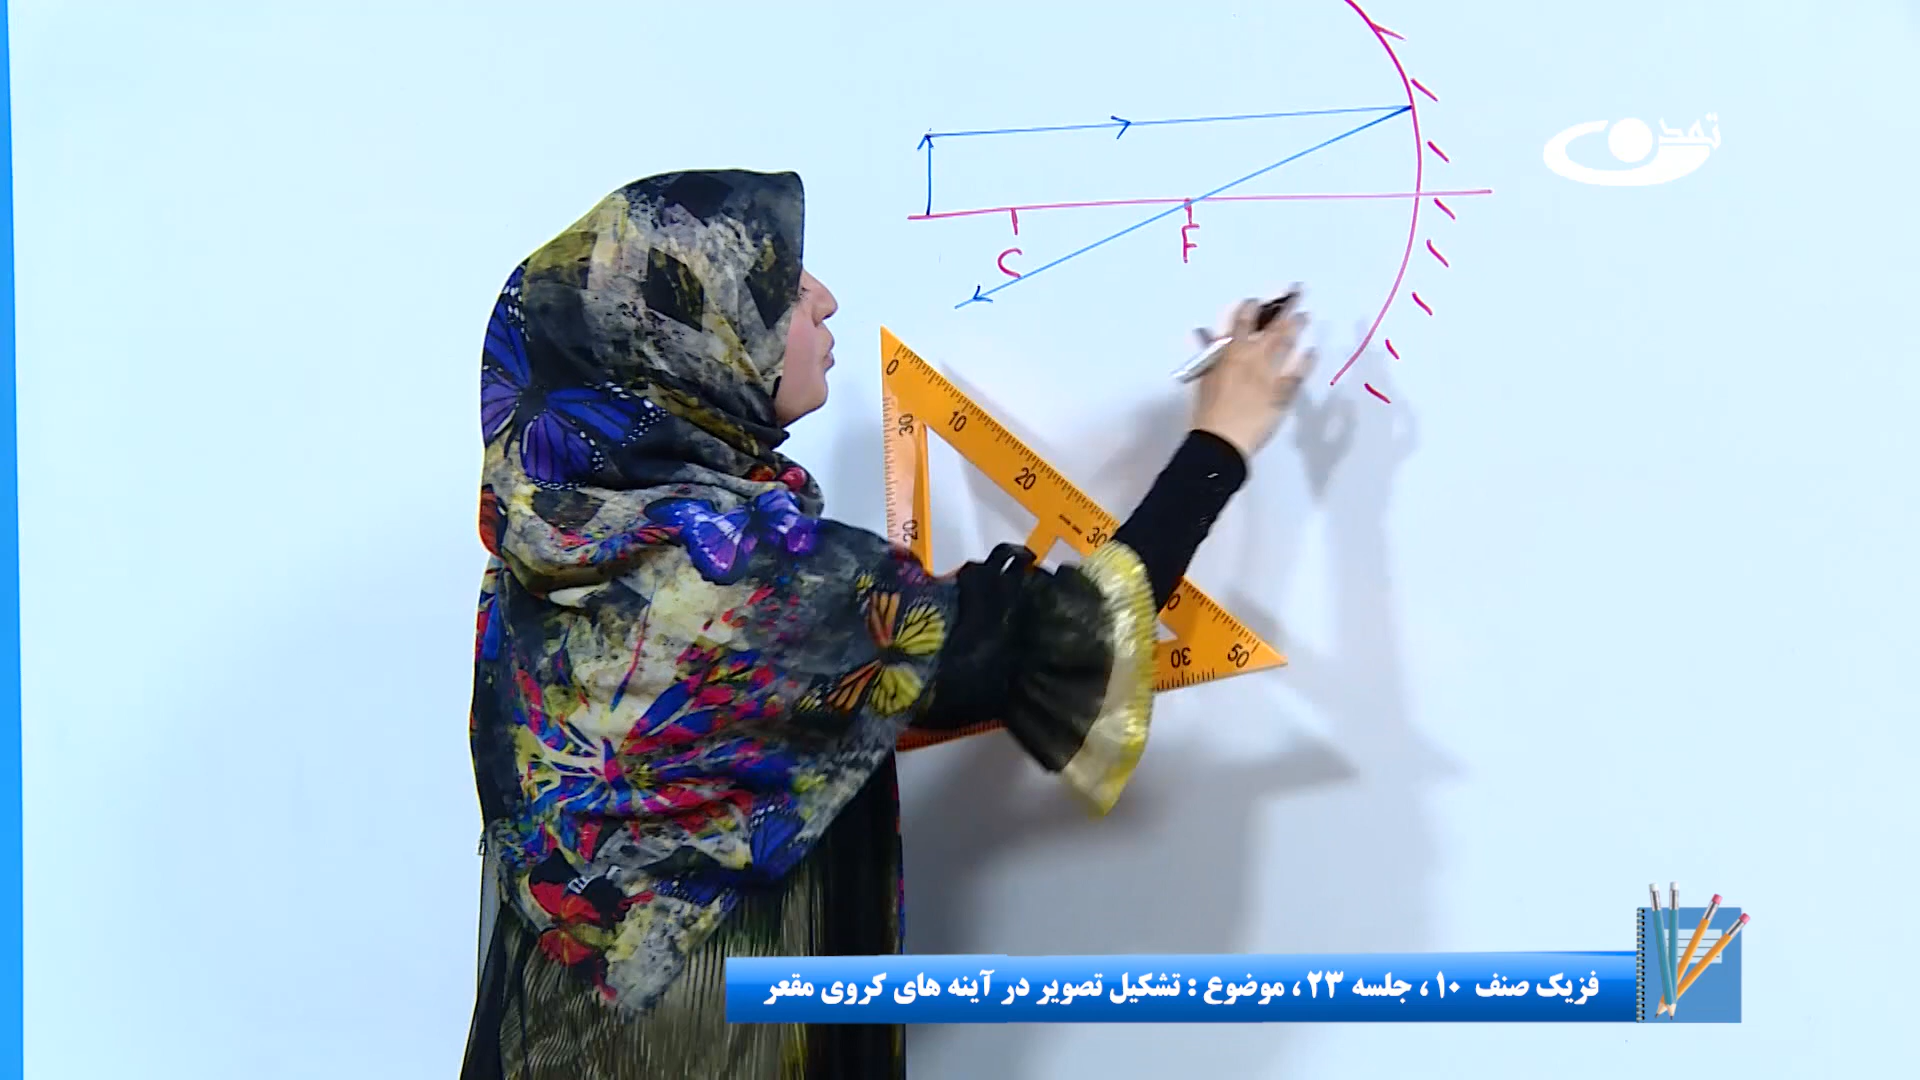 تمدن
C
F
0
10
20
30
50
30
20
30
فزیک صنف ۱۰ ، جلسه ۲۳ ، موضوع : تشکیل تصویر در آینه های کروی مقعر